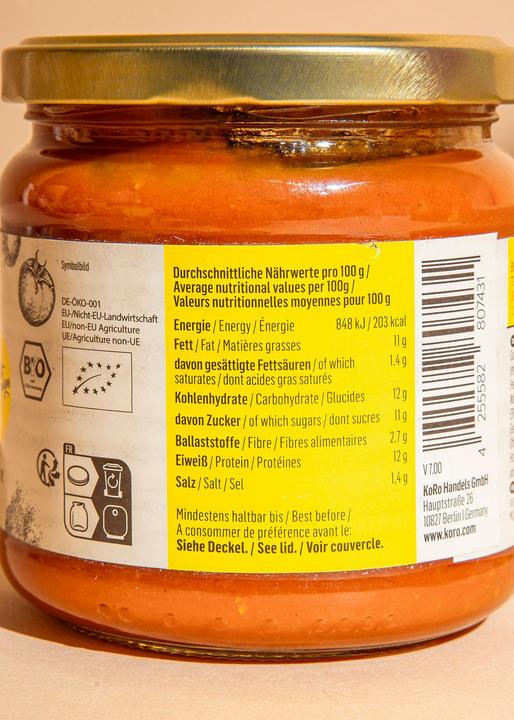 Symbolbild
DE-ÖKO-001
EU/Nicht-EU-Landwirtschaft
EU/non-EU Agriculture
UE/Agriculture non-UE
BIO
FR
Durchschnittliche Nährwerte pro 100 g /
Average nutritional values per 100g /
Valeurs nutritionnelles moyennes pour 100 g
Energie / Energy / Énergie 848 kJ / 203 kcal
Fett / Fat / Matières grasses 11 g
davon gesättigte Fettsäuren / of which 1,4 g
saturates / dont acides gras saturés
Kohlenhydrate / Carbohydrate / Glucides 12 g
davon Zucker / of which sugars / dont sucres 11 g
Ballaststoffe / Fibre / Fibres alimentaires 2,7 g
Eiweiß / Protein / Protéines 12 g
Salz / Salt / Sel 1,4 g
Mindestens haltbar bis / Best before /
A consommer de préférence avant le:
Siehe Deckel. / See lid. / Voir couvercle.
4 255582 807431
V 7.00
KoRo Handels GmbH
Hauptstraße 26
10827 Berlin | Germany
www.koro.com